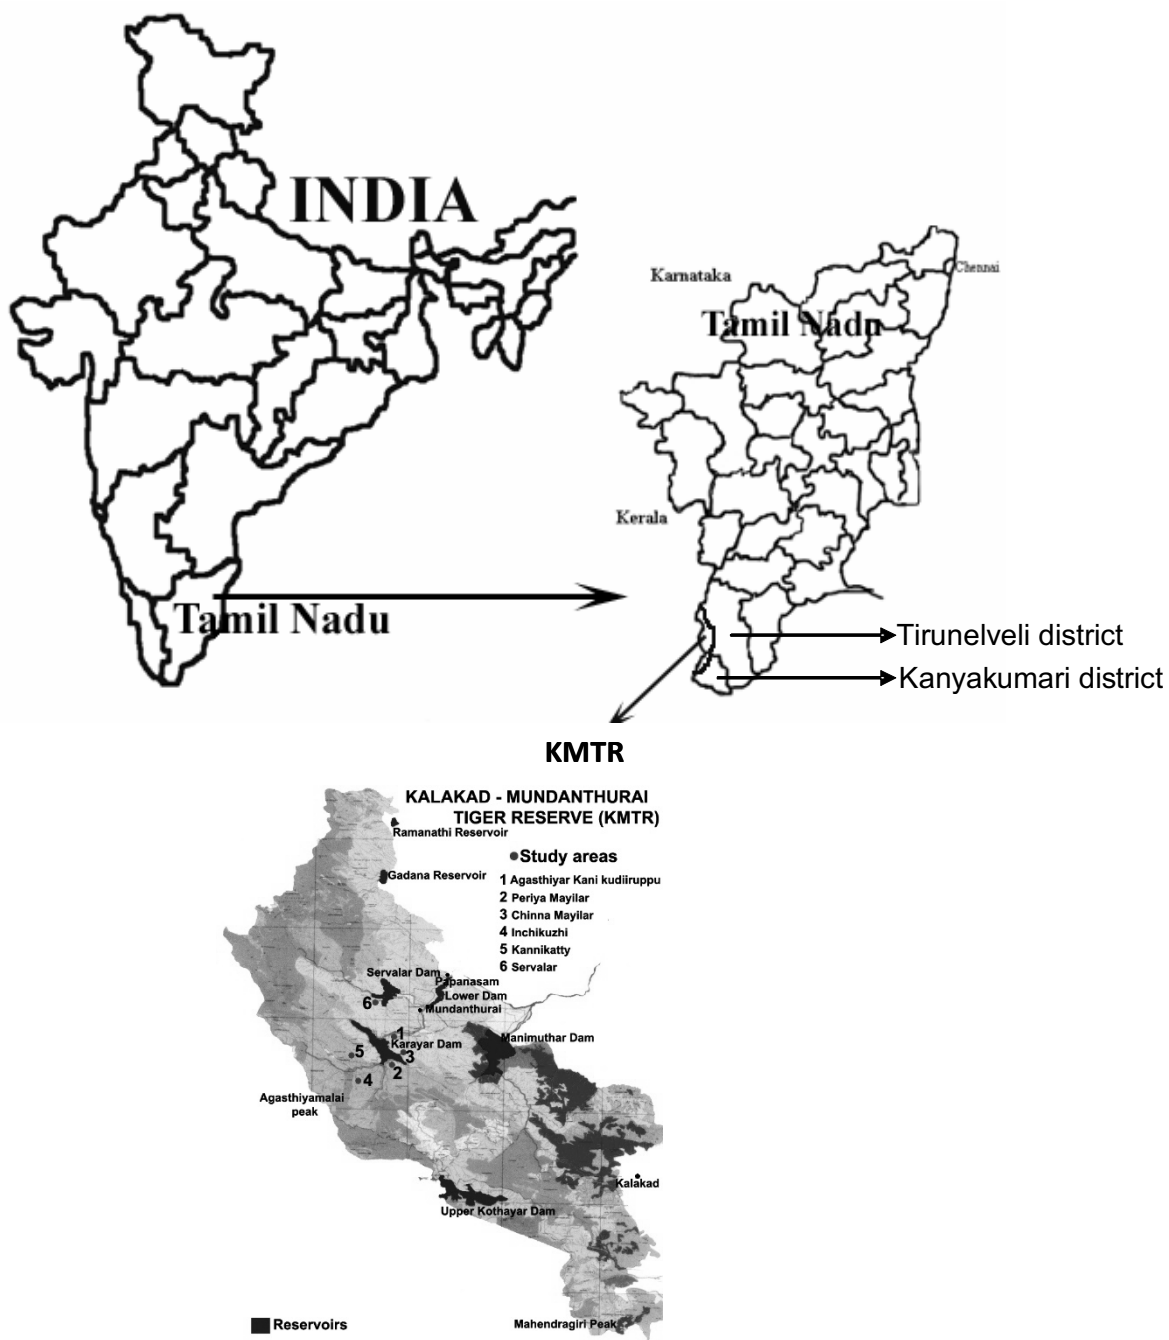 INDIA
Tamil Nadu
Karnataka
Chennai
Tamil Nadu
Kerala
Tirunelveli district
Kanyakumari district
KMTR
KALAKAD - MUNDANTHURAI
TIGER RESERVE (KMTR)
Ramanathi Reservoir
Study areas
Gadana Reservoir
1 Agasthiyar Kani kudiiruppu
2 Periya Mayilar
3 Chinna Mayilar
4 Inchikuzhi
5 Kannikatty
6 Servalar
Servalar Dam
Papanasam
Lower Dam
6
Mundanthurai
1
Manimuthar Dam
Karayar Dam
5
3
2
4
Agasthiyamalai
peak
Kalakad
Upper Kothayar Dam
Mahendragiri Peak
Reservoirs